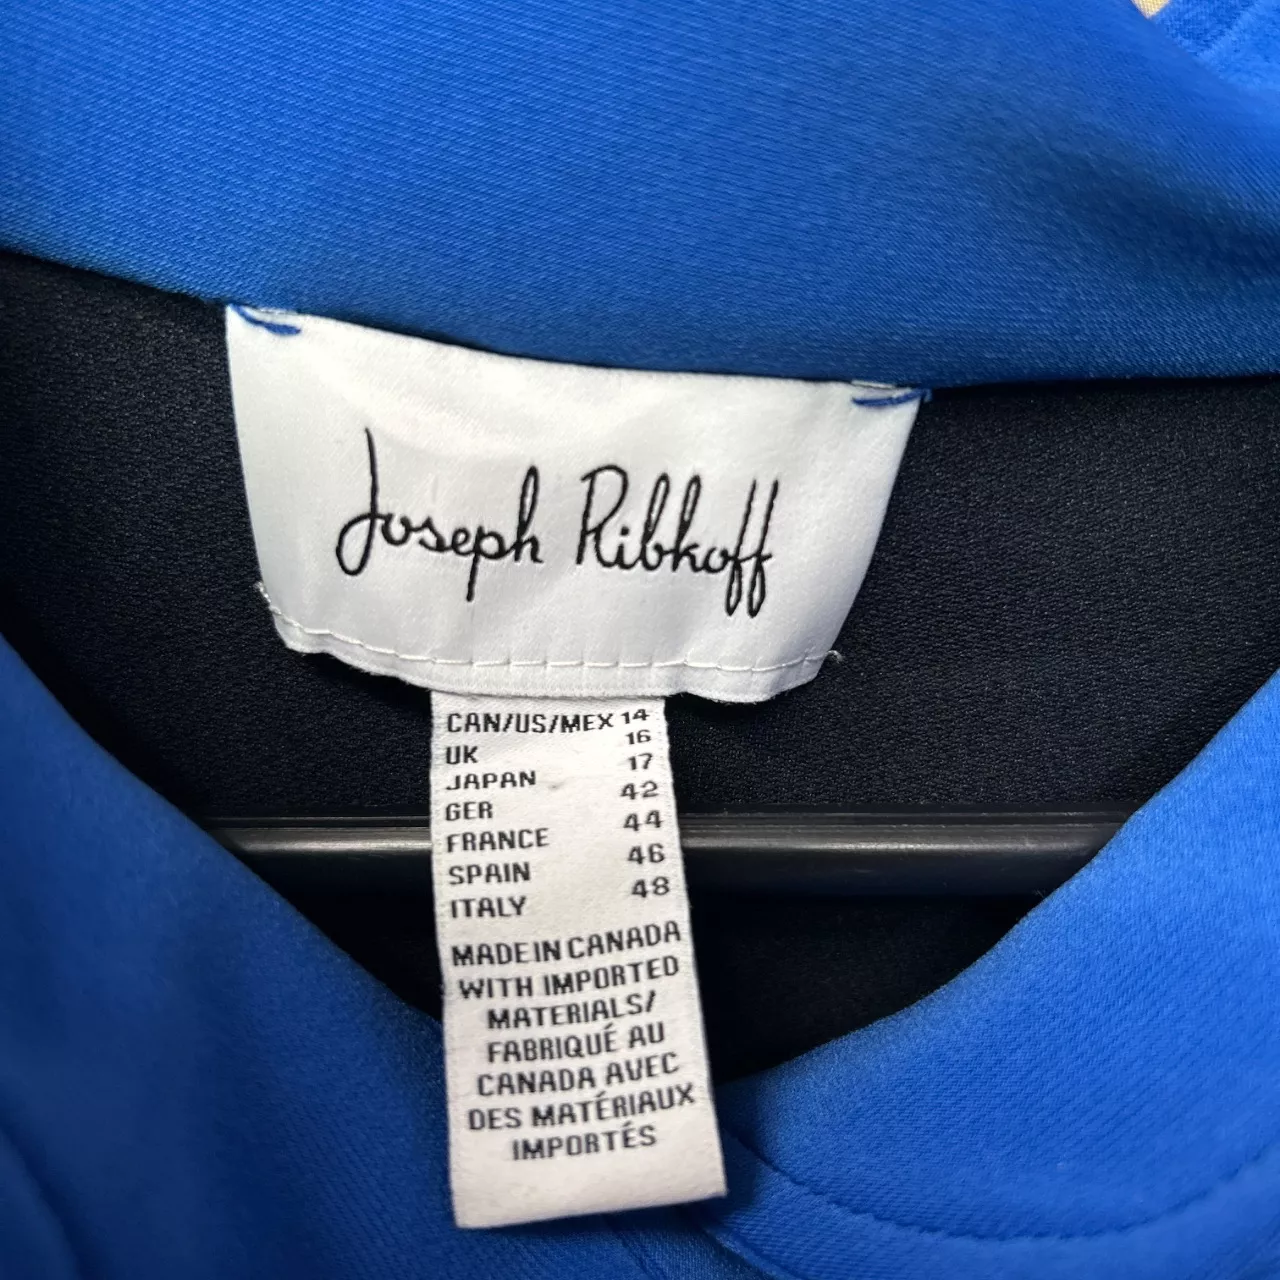 Joseph Ribkoff
CAN/US/MEX 14
UK 16
JAPAN 17
GER 42
FRANCE 44
SPAIN 46
ITALY 48
MADE IN CANADA
WITH IMPORTED
MATERIALS/
FABRIQUÉ AU
CANADA AVEC
DES MATÉRIAUX
IMPORTÉS